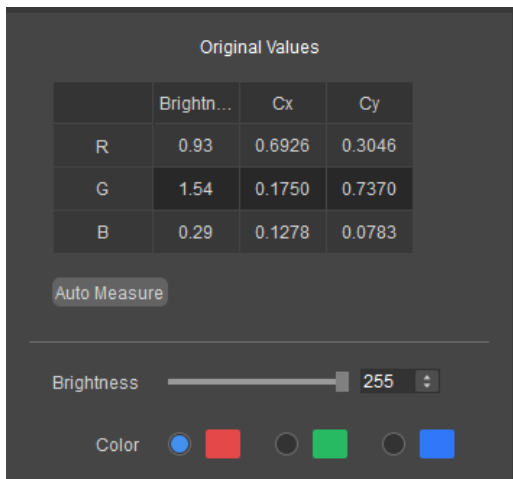 Original Values
Brightn... Cx Cy
R 0.93 0.6926 0.3046
G 1.54 0.1750 0.7370
B 0.29 0.1278 0.0783
Auto Measure
Brightness 255
Color